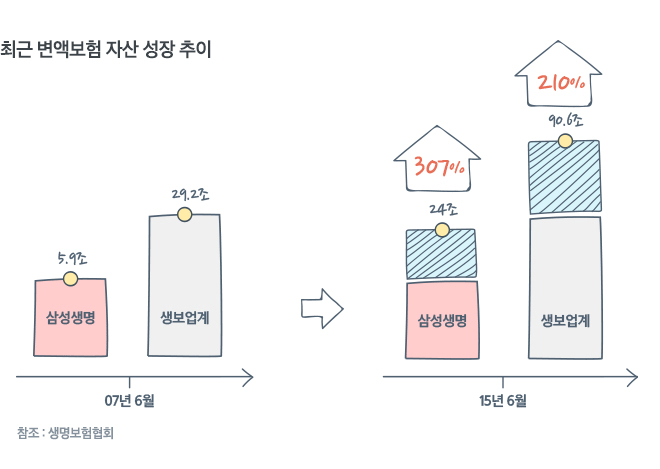 최근 변액보험 자산 성장 추이
210%
90.6조
307%
24조
29.2조
5.9조
삼성생명
생보업계
삼성생명
생보업계
07년 6월
15년 6월
참조 : 생명보험협회